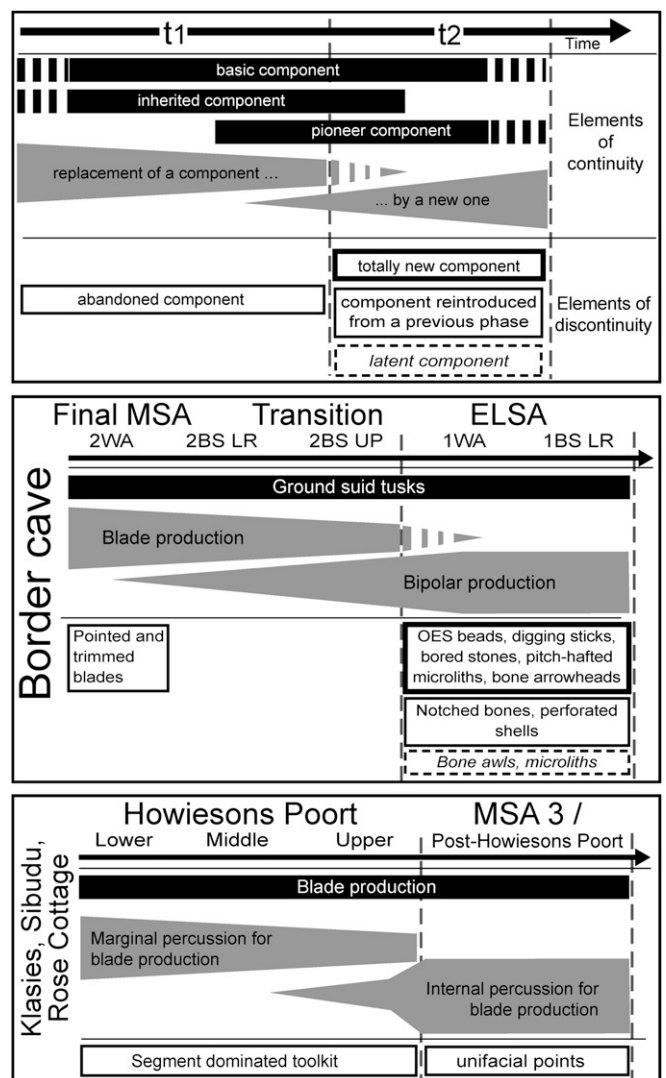 t1
t2
Time
basic component
inherited component
pioneer component
replacement of a component ...
... by a new one
Elements
of
continuity
abandoned component
totally new component
component reintroduced
from a previous phase
latent component
Elements of
discontinuity
Border cave
Final MSA
Transition
ELSA
2WA
2BS LR
2BS UP
1WA
1BS LR
Ground suid tusks
Blade production
Bipolar production
Pointed and
trimmed
blades
OES beads, digging sticks,
bored stones, pitch-hafted
microliths, bone arrowheads
Notched bones, perforated
shells
Bone awls, microliths
Klasies, Sibudu,
Rose Cottage
Howiesons Poort
MSA 3 /
Lower
Middle
Upper
Post-Howiesons Poort
Blade production
Marginal percussion for
blade production
Internal percussion for
blade production
Segment dominated toolkit
unifacial points